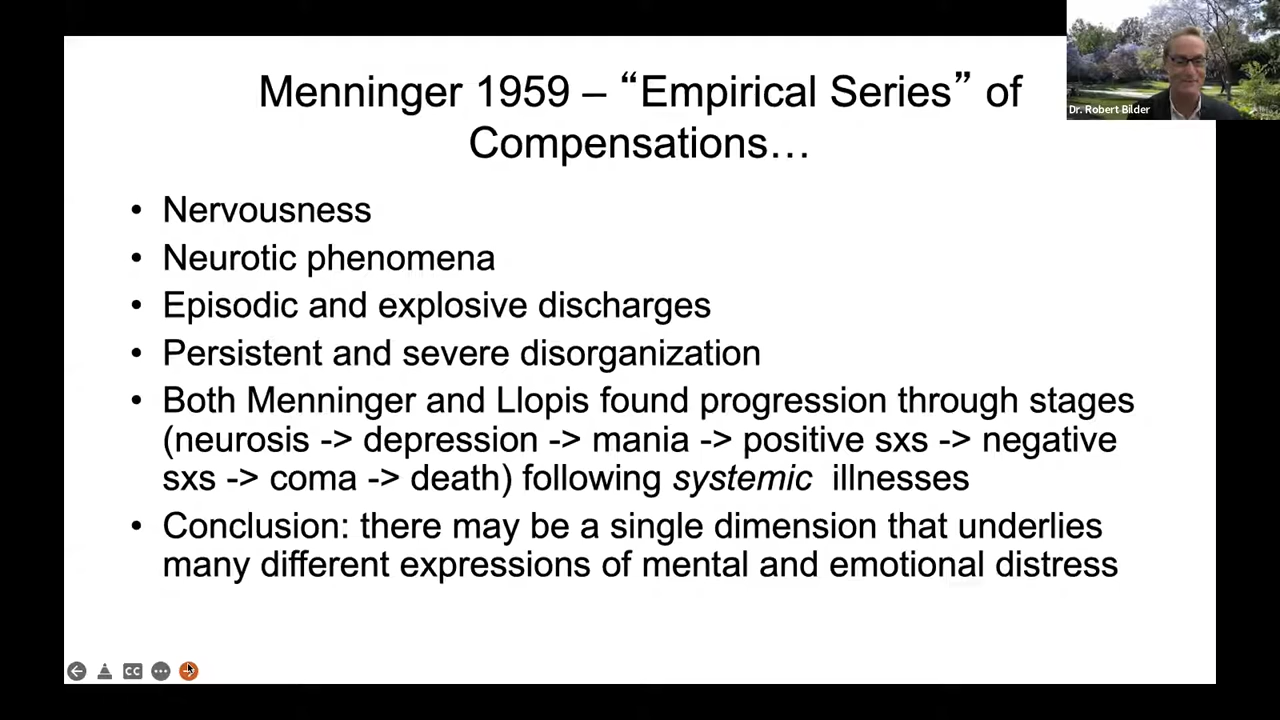 Menninger 1959 – “Empirical Series” of
Compensations…
Dr. Robert Bilder
• Nervousness
• Neurotic phenomena
• Episodic and explosive discharges
• Persistent and severe disorganization
• Both Menninger and Llopis found progression through stages
(neurosis -> depression -> mania -> positive sxs -> negative
sxs -> coma -> death) following systemic illnesses
• Conclusion: there may be a single dimension that underlies
many different expressions of mental and emotional distress
CC